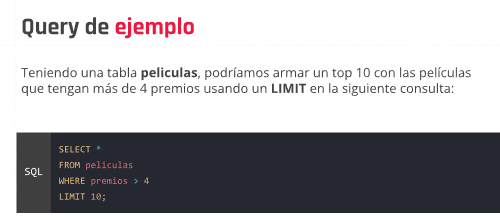 Query de ejemplo
Teniendo una tabla peliculas, podríamos armar un top 10 con las películas
que tengan más de 4 premios usando un LIMIT en la siguiente consulta:
SQL
SELECT *
FROM peliculas
WHERE premios > 4
LIMIT 10;